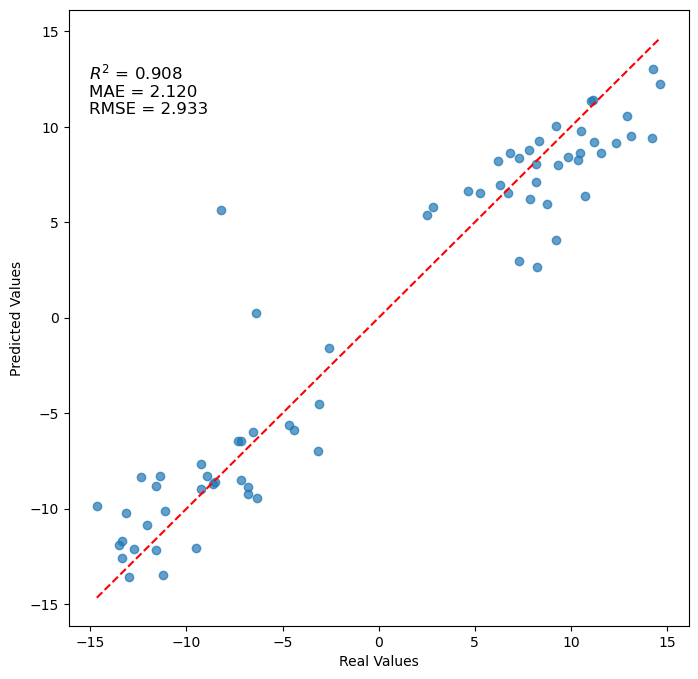 R² = 0.908
MAE = 2.120
RMSE = 2.933
Predicted Values
15
10
5
0
−5
−10
−15
−15
−10
−5
0
5
10
15
Real Values